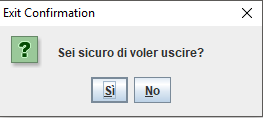 Exit Confirmation
Sei sicuro di voler uscire?
Sì No